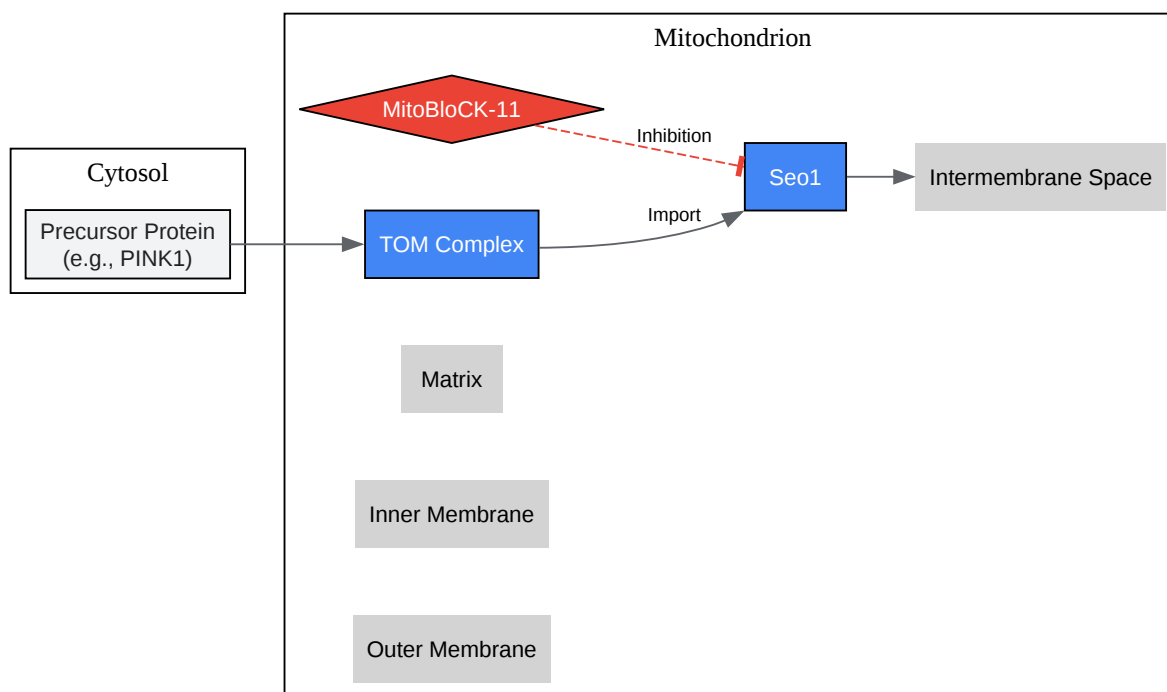 Mitochondrion
MitoBloCK-11
Inhibition
Cytosol
Seo1
Intermembrane Space
Precursor Protein
(e.g., PINK1)
Import
TOM Complex
Matrix
Inner Membrane
Outer Membrane